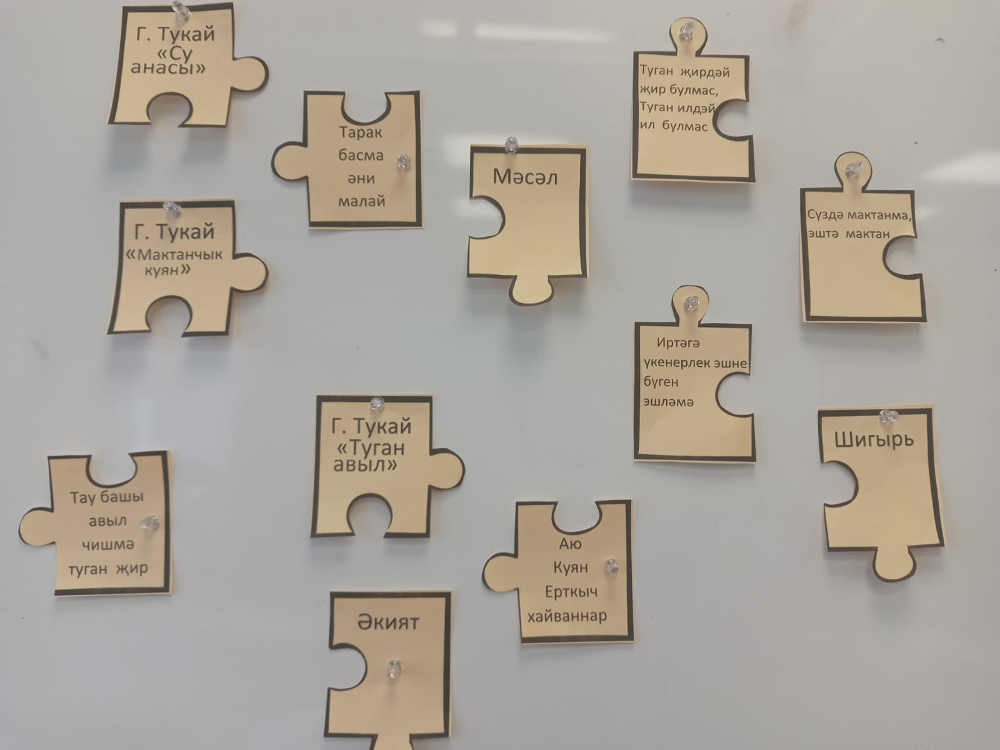 Г. Тукай
«Су
анасы»
Тарак
басма
әни
малай
Мәсәл
Туган җирдәй
җир булмас,
Туган илдэй
ил булмас
Сүздә мактанма,
эштә мактан
Г. Тукай
«Мактанчык
куян»
Иртәгә
үкенерлек эшне
бүген
эшләмә
Г. Тукай
«Туган
авыл»
Шигырь
Тау башы
авыл
чишмә
туган җир
Аю
Куян
Ерткыч
хайваннар
Әкият